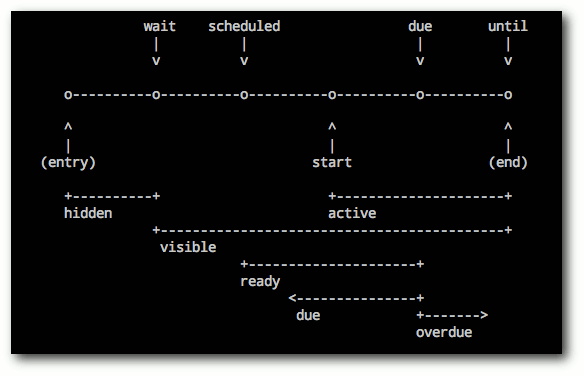 wait scheduled due until
| | | |
v v v v
o----------o----------o----------o----------o----------o
^ ^ ^
| | |
(entry) start (end)
+----------+ +---------------------+
hidden active
+-------------------------------------------+
visible
+---------------------+
ready
<---------------+
due +------->
overdue